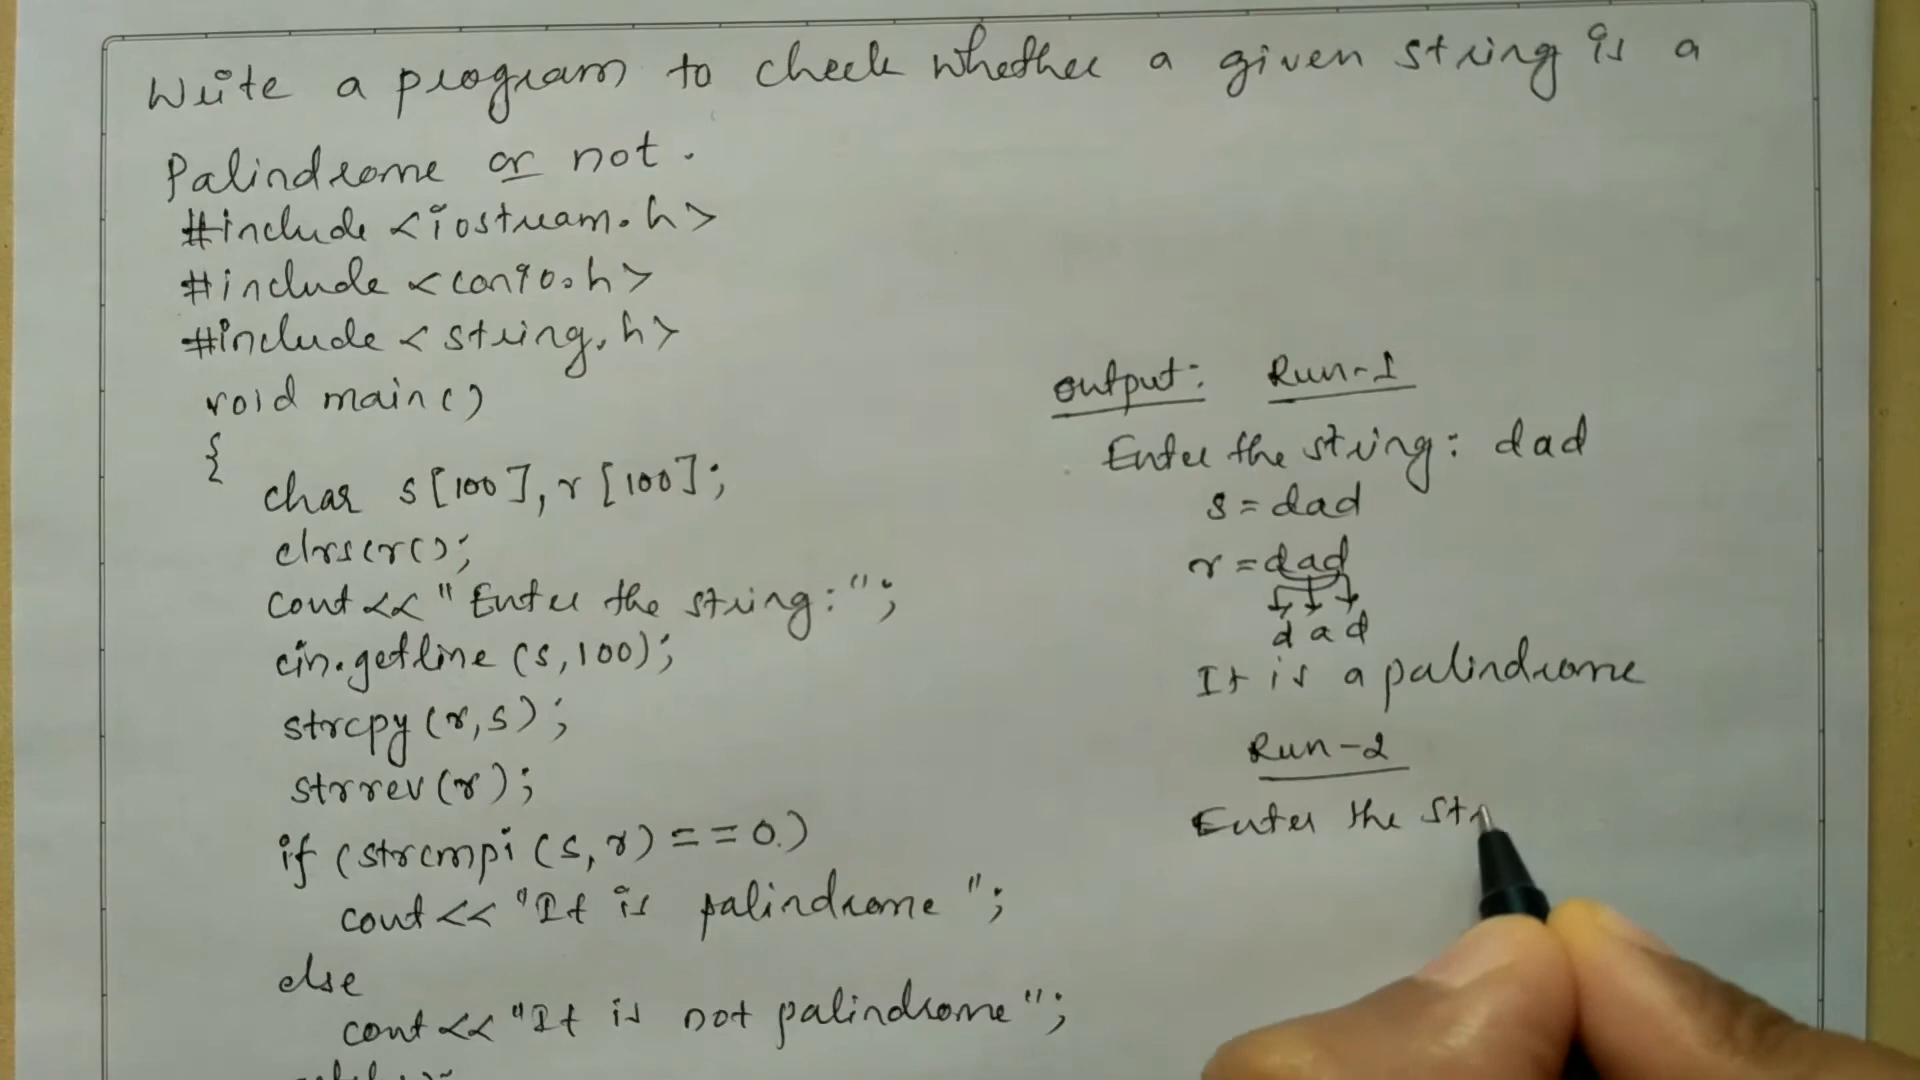 Write a program to check whether a given string is a
Palindrome or not.
#include <iostream.h>
#include <conio.h>
#include <string.h>
void main()
{
char s[100], r[100];
clrscr();
cout<< "Enter the string:";
cin.getline (s,100);
strcpy (r,s);
strrev (r);
if (strcmpi (s, r) ==0)
cout << "It is palindrome ";
else
cout << "It is not palindrome";
output: Run-1
Enter the string: dad
s = dad
r = dad
d a d
It is a palindrome
Run-2
Enter the str